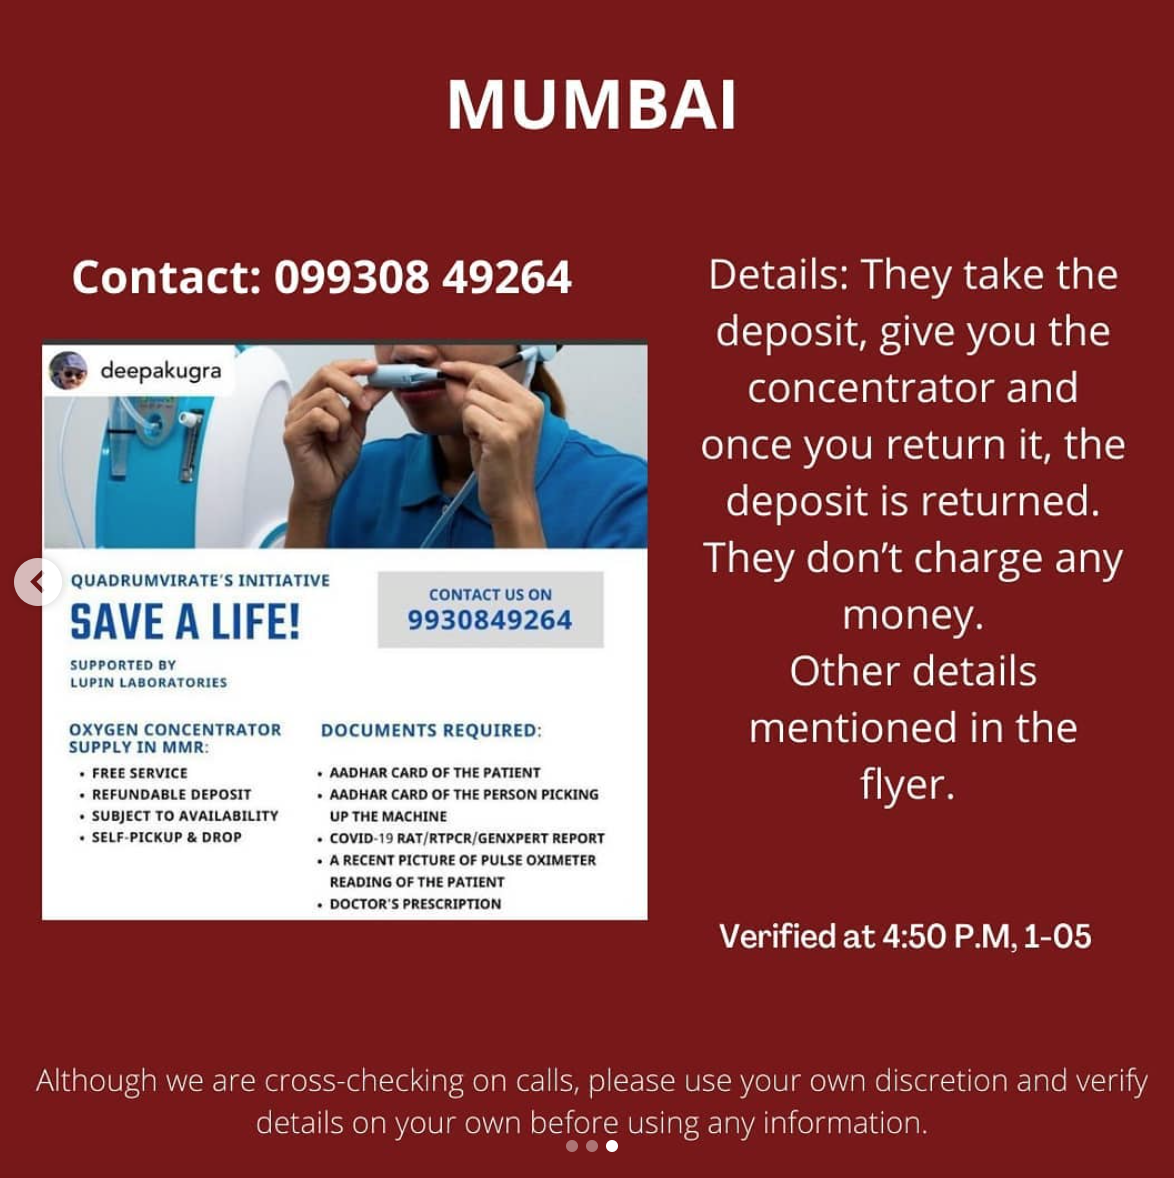 MUMBAI
Contact: 099308 49264
deepakugra
QUADRUMVIRATE'S INITIATIVE
SAVE A LIFE!
SUPPORTED BY
LUPIN LABORATORIES
CONTACT US ON
9930849264
OXYGEN CONCENTRATOR
SUPPLY IN MMR:
• FREE SERVICE
• REFUNDABLE DEPOSIT
• SUBJECT TO AVAILABILITY
• SELF-PICKUP & DROP
DOCUMENTS REQUIRED:
• AADHAR CARD OF THE PATIENT
• AADHAR CARD OF THE PERSON PICKING
UP THE MACHINE
• COVID-19 RAT/RTPCR/GENXPERT REPORT
• A RECENT PICTURE OF PULSE OXIMETER
READING OF THE PATIENT
• DOCTOR'S PRESCRIPTION
Details: They take the
deposit, give you the
concentrator and
once you return it, the
deposit is returned.
They don't charge any
money.
Other details
mentioned in the
flyer.
Verified at 4:50 P.M, 1-05
Although we are cross-checking on calls, please use your own discretion and verify
details on your own before using any information.